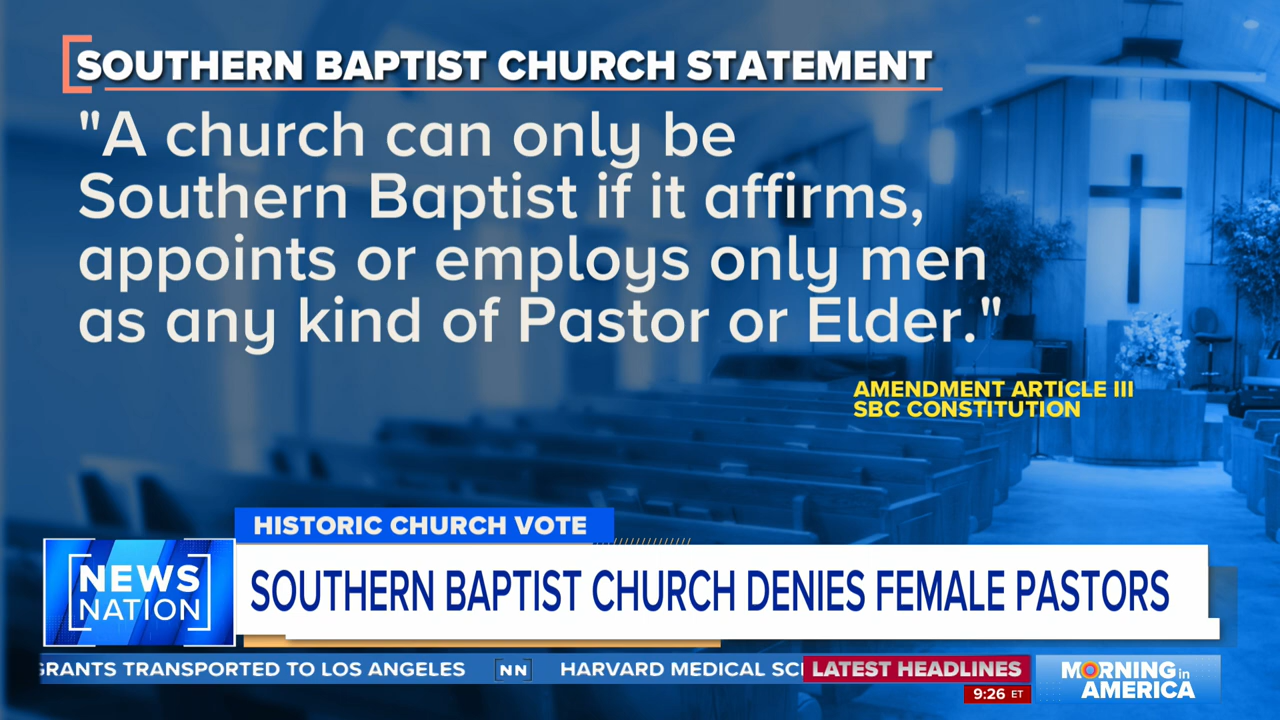 SOUTHERN BAPTIST CHURCH STATEMENT
"A church can only be
Southern Baptist if it affirms,
appoints or employs only men
as any kind of Pastor or Elder."
AMENDMENT ARTICLE III
SBC CONSTITUTION
HISTORIC CHURCH VOTE
NEWS
NATION
SOUTHERN BAPTIST CHURCH DENIES FEMALE PASTORS
GRANTS TRANSPORTED TO LOS ANGELES NN HARVARD MEDICAL SC
LATEST HEADLINES
9:26 ET
MORNING in
AMERICA